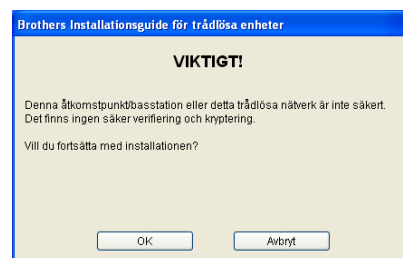 Brothers Installationsguide för trådlösa enheter
VIKTIGT!
Denna åtkomstpunkt/basstation eller detta trådlösa nätverk är inte säkert.
Det finns ingen säker verifiering och kryptering.
Vill du fortsätta med installationen?
OK
Avbryt